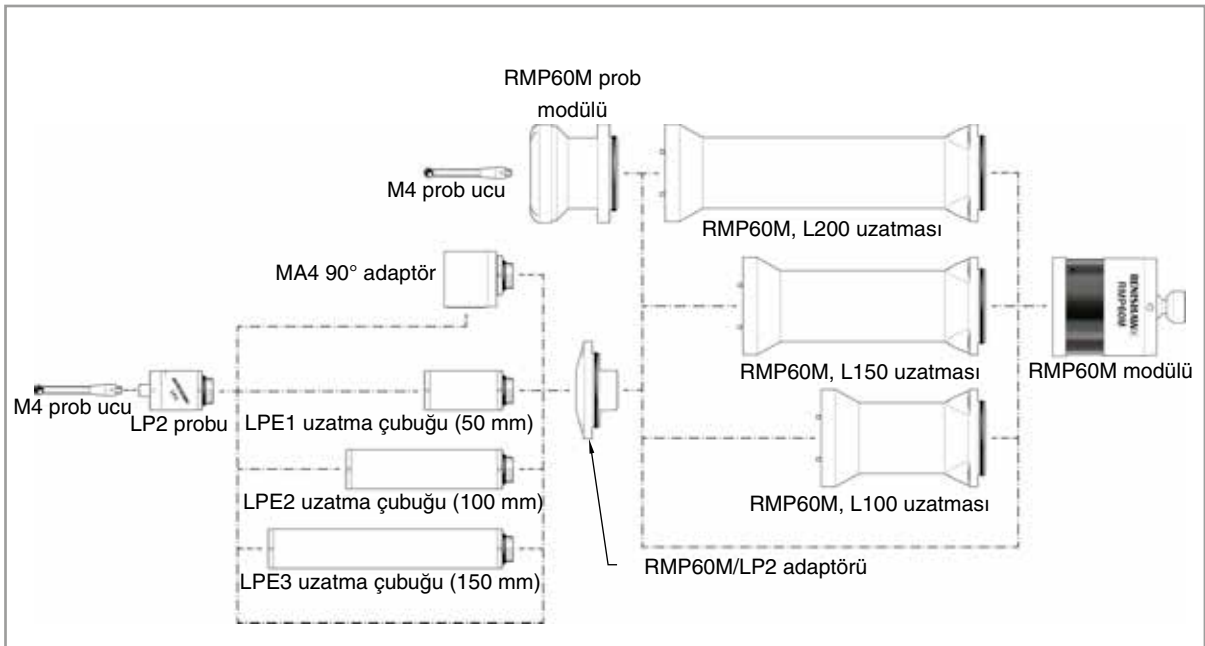 RMP60M prob
modülü
M4 prob ucu
RMP60M, L200 uzatması
MA4 90° adaptör
RENISHAW
RMP60M
RMP60M, L150 uzatması
RMP60M modülü
M4 prob ucu
LP2 probu
LPE1 uzatma çubuğu (50 mm)
LPE2 uzatma çubuğu (100 mm)
RMP60M, L100 uzatması
LPE3 uzatma çubuğu (150 mm)
RMP60M/LP2 adaptörü